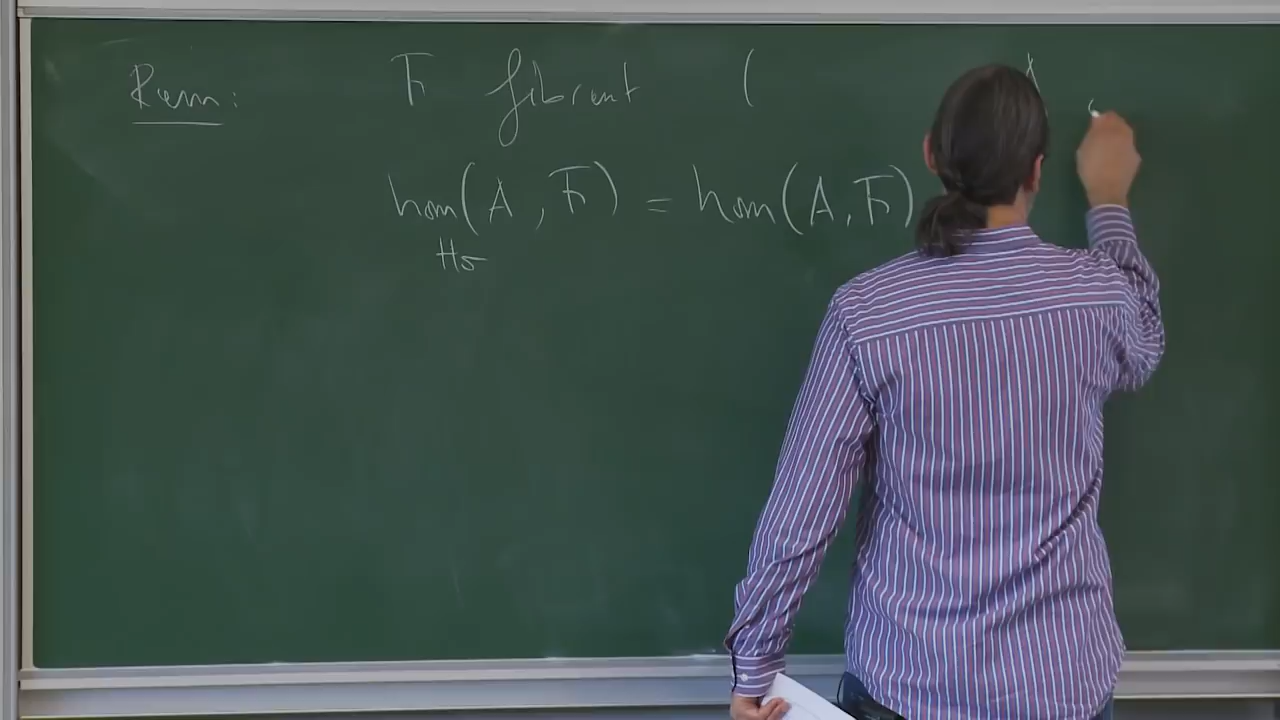 Rem: F fibrant ( A
hom(A, F) = hom(A, F)
Ho